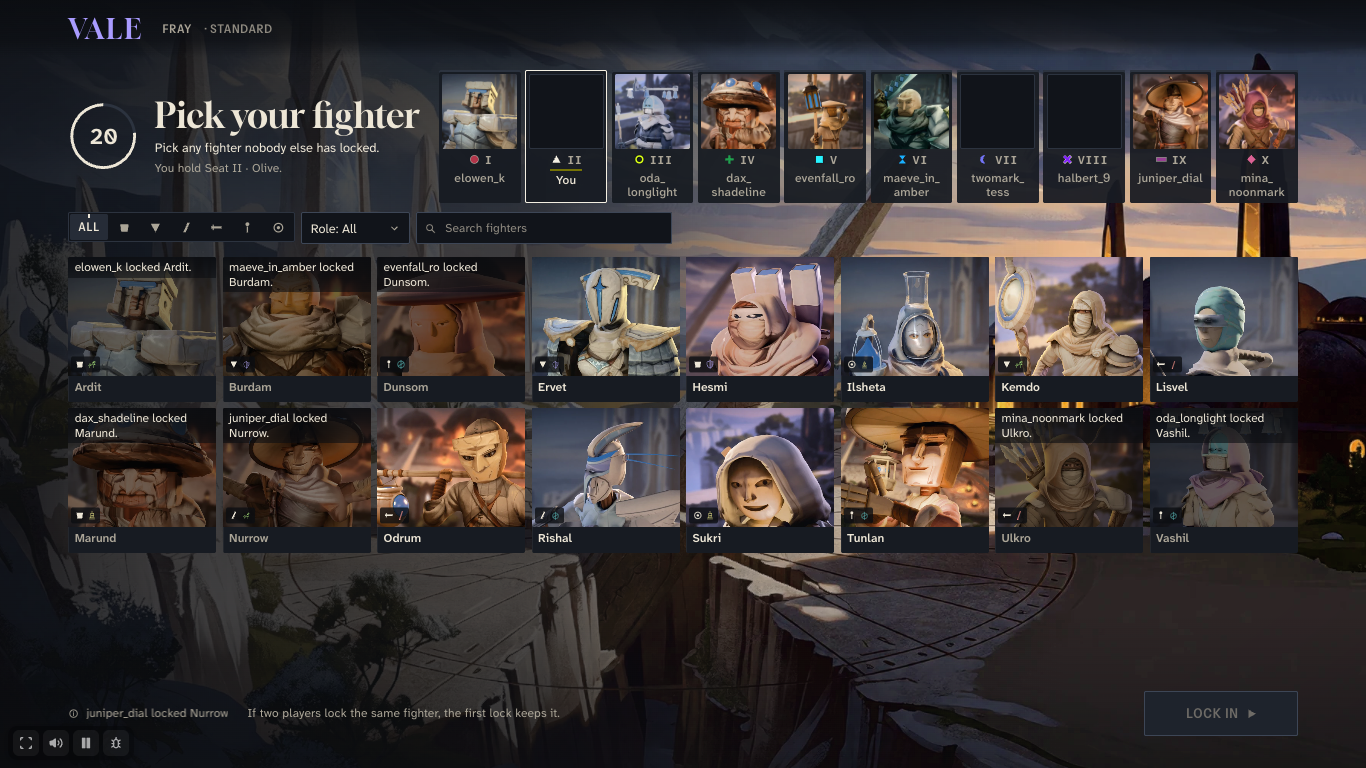 VALE FRAY · STANDARD
20
Pick your fighter
Pick any fighter nobody else has locked.
You hold Seat II · Olive.
I
elowen_k
II
You
III
oda_
longlight
IV
dax_
shadeline
V
evenfall_ro
VI
maeve_in_
amber
VII
twomark_
tess
VIII
halbert_9
IX
juniper_dial
X
mina_
noonmark
ALL
Role: All
Search fighters
elowen_k locked Ardit.
Ardit
maeve_in_amber locked
Burdam.
Burdam
evenfall_ro locked
Dunsom.
Dunsom
Ervet
Hesmi
Ilsheta
Kemdo
Lisvel
dax_shadeline locked
Marund.
Marund
juniper_dial locked
Nurrow.
Nurrow
Odrum
Rishal
Sukri
Tunlan
mina_noonmark locked
Ulkro.
Ulkro
oda_longlight locked
Vashil.
Vashil
juniper_dial locked Nurrow
If two players lock the same fighter, the first lock keeps it.
LOCK IN